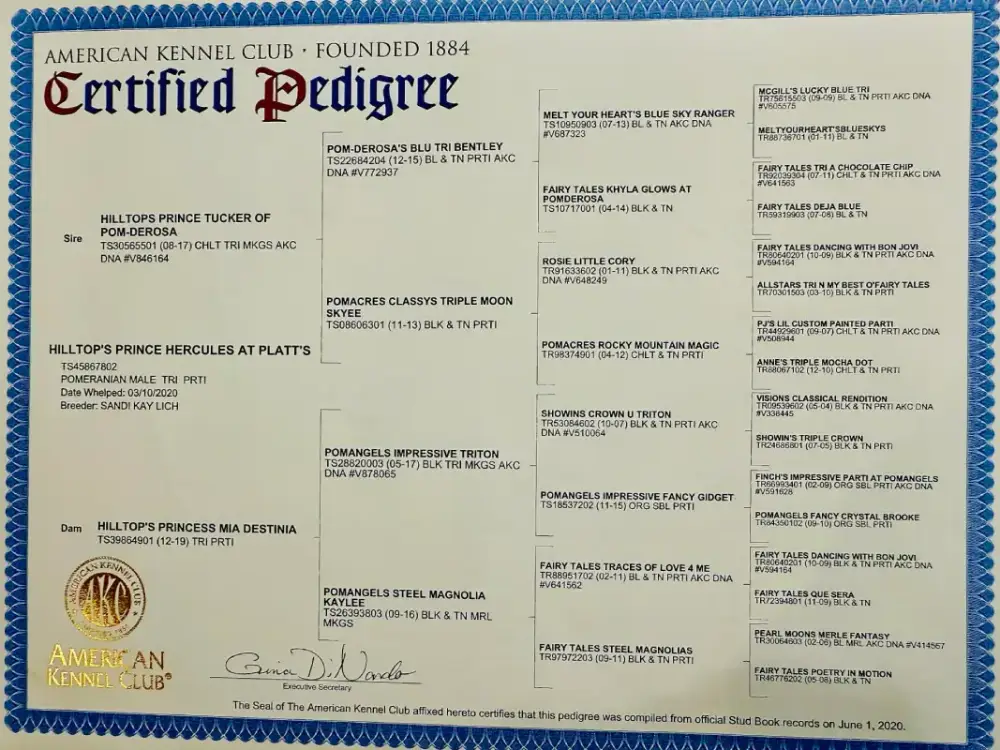 AMERICAN KENNEL CLUB · FOUNDED 1884
Certified Pedigree
Sire
HILLTOPS PRINCE TUCKER OF
POM-DEROSA
TS30565501 (08-17) CHLT TRI MKGS AKC
DNA #V846164
HILLTOP'S PRINCE HERCULES AT PLATT'S
TS45867802
POMERANIAN MALE TRI PRTI
Date Whelped: 03/10/2020
Breeder: SANDI KAY LICH
Dam
HILLTOP'S PRINCESS MIA DESTINIA
TS39864901 (12-19) TRI PRTI
POM-DEROSA'S BLU TRI BENTLEY
TS22684204 (12-15) BL & TN PRTI AKC
DNA #V772937
POMACRES CLASSYS TRIPLE MOON
SKYEE
TS08606301 (11-13) BLK & TN PRTI
POMANGELS IMPRESSIVE TRITON
TS28820003 (05-17) BLK TRI MKGS AKC
DNA #V878065
POMANGELS STEEL MAGNOLIA
KAYLEE
TS26393803 (09-16) BLK & TN MRL
MKGS
MELT YOUR HEART'S BLUE SKY RANGER
TS10950903 (07-13) BL & TN AKC DNA
#V687323
FAIRY TALES KHYLA GLOWS AT
POMDEROSA
TS10717001 (04-14) BLK & TN
ROSIE LITTLE CORY
TR91633602 (01-11) BLK & TN PRTI AKC
DNA #V648249
POMACRES ROCKY MOUNTAIN MAGIC
TR98374901 (04-12) CHLT & TN PRTI
SHOWINS CROWN U TRITON
TR53084602 (10-07) BLK & TN PRTI AKC
DNA #V510064
POMANGELS IMPRESSIVE FANCY GIDGET
TS18537202 (11-15) ORG SBL PRTI
FAIRY TALES TRACES OF LOVE 4 ME
TR88951702 (02-11) BL & TN PRTI AKC DNA
#V641562
FAIRY TALES STEEL MAGNOLIAS
TR97972203 (09-11) BLK & TN PRTI
MCGILL'S LUCKY BLUE TRI
TR75615503 (09-09) BL & TN PRTI AKC DNA
#V605575
MELTYOURHEART'SBLUESKYS
TR88736701 (01-11) BL & TN
FAIRY TALES TRI A CHOCOLATE CHIP
TR92039304 (07-11) CHLT & TN PRTI AKC DNA
#V641563
FAIRY TALES DEJA BLUE
TR59319903 (07-08) BL & TN
FAIRY TALES DANCING WITH BON JOVI
TR80640201 (10-09) BLK & TN PRTI AKC DNA
#V594164
ALLSTARS TRI N MY BEST O'FAIRY TALES
TR70301503 (03-10) BLK & TN PRTI
PJ'S LIL CUSTOM PAINTED PARTI
TR44929601 (09-07) CHLT & TN PRTI AKC DNA
#V508944
ANNE'S TRIPLE MOCHA DOT
TR88067102 (12-10) CHLT & TN PRTI
VISIONS CLASSICAL RENDITION
TR09539602 (05-04) BLK & TN PRTI AKC DNA
#V338445
SHOWIN'S TRIPLE CROWN
TR24686801 (07-05) BLK & TN PRTI
FINCH'S IMPRESSIVE PARTI AT POMANGELS
TR66993401 (02-09) ORG SBL PRTI AKC DNA
#V591628
POMANGELS FANCY CRYSTAL BROOKE
TR84350102 (09-10) ORG SBL PRTI
FAIRY TALES DANCING WITH BON JOVI
TR80640201 (10-09) BLK & TN PRTI AKC DNA
#V594164
FAIRY TALES QUE SERA
TR72394801 (11-09) BLK & TN
PEARL MOONS MERLE FANTASY
TR30064603 (02-06) BL MRL AKC DNA #V414567
FAIRY TALES POETRY IN MOTION
TR46776202 (05-08) BLK & TN
AMERICAN KENNEL CLUB
AKC
AMERICAN
KENNEL CLUB®
Gina DiNardo
Executive Secretary
The Seal of The American Kennel Club affixed hereto certifies that this pedigree was compiled from official Stud Book records on June 1, 2020.